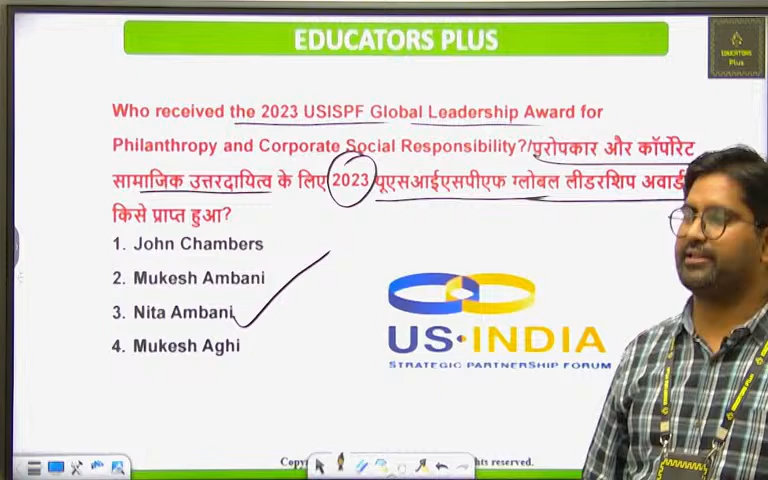 EDUCATORS PLUS
EDUCATORS
Plus
Who received the 2023 USISPF Global Leadership Award for
Philanthropy and Corporate Social Responsibility?/परोपकार और कॉर्पोरेट
सामाजिक उत्तरदायित्व के लिए 2023 यूएसआईएसपीएफ ग्लोबल लीडरशिप अवार्ड
किसे प्राप्त हुआ?
1. John Chambers
2. Mukesh Ambani
3. Nita Ambani
4. Mukesh Aghi
US INDIA
STRATEGIC PARTNERSHIP FORUM
hts reserved.